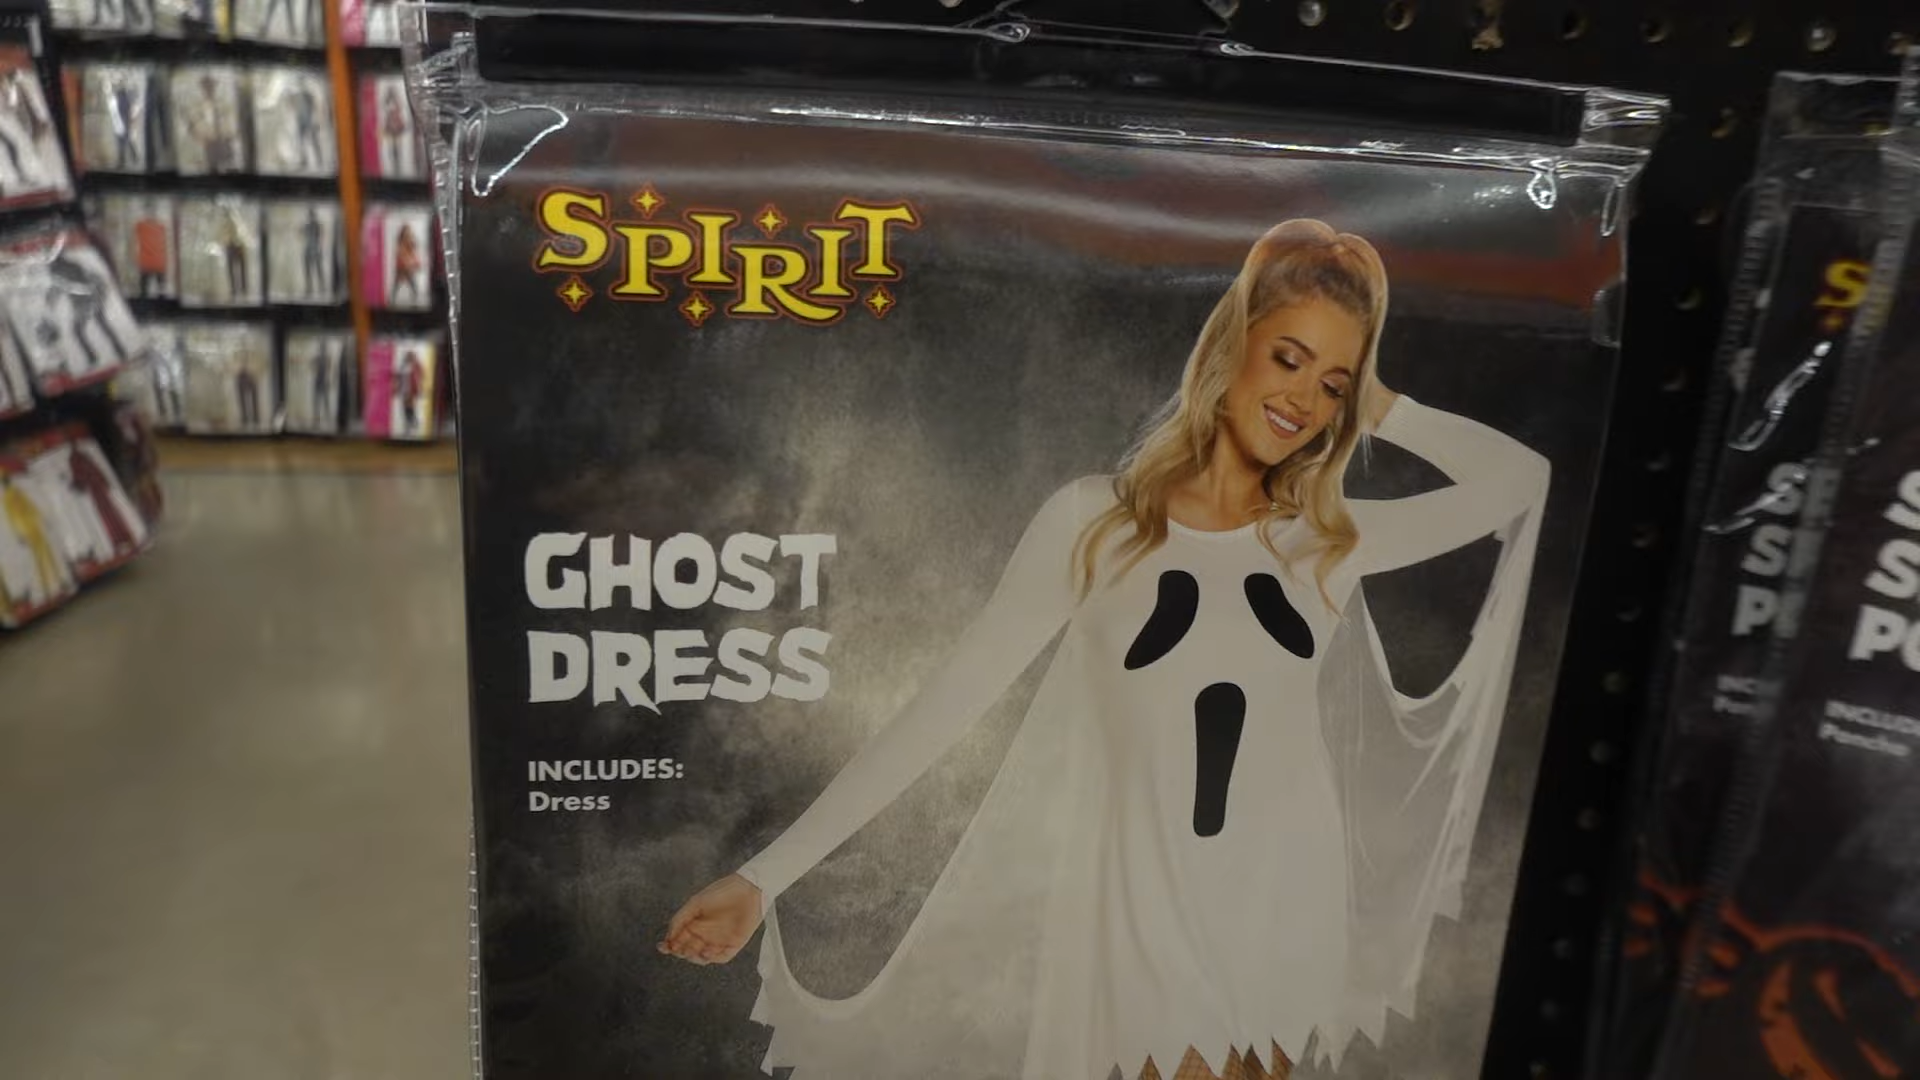 SPIRIT
GHOST
DRESS
INCLUDES:
Dress